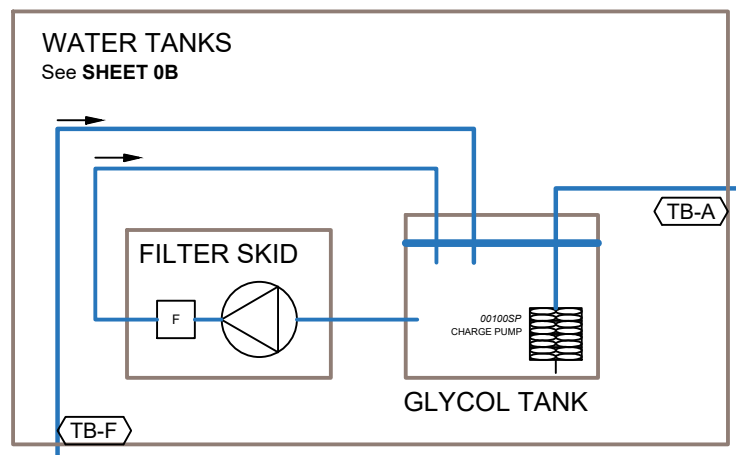 WATER TANKS
See SHEET 0B
TB-A
FILTER SKID
F
00100SP
CHARGE PUMP
GLYCOL TANK
TB-F